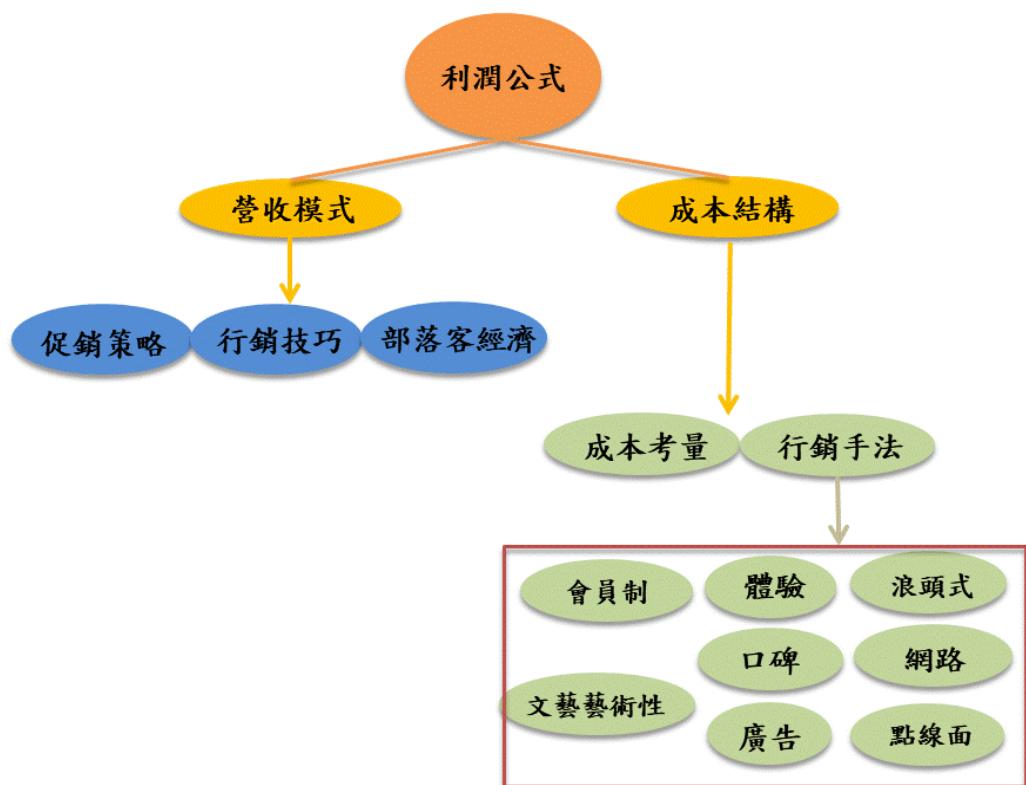 利潤公式
營收模式
成本結構
促銷策略
行銷技巧
部落客經濟
成本考量
行銷手法
會員制
體驗
浪頭式
口碑
網路
文藝藝術性
廣告
點線面